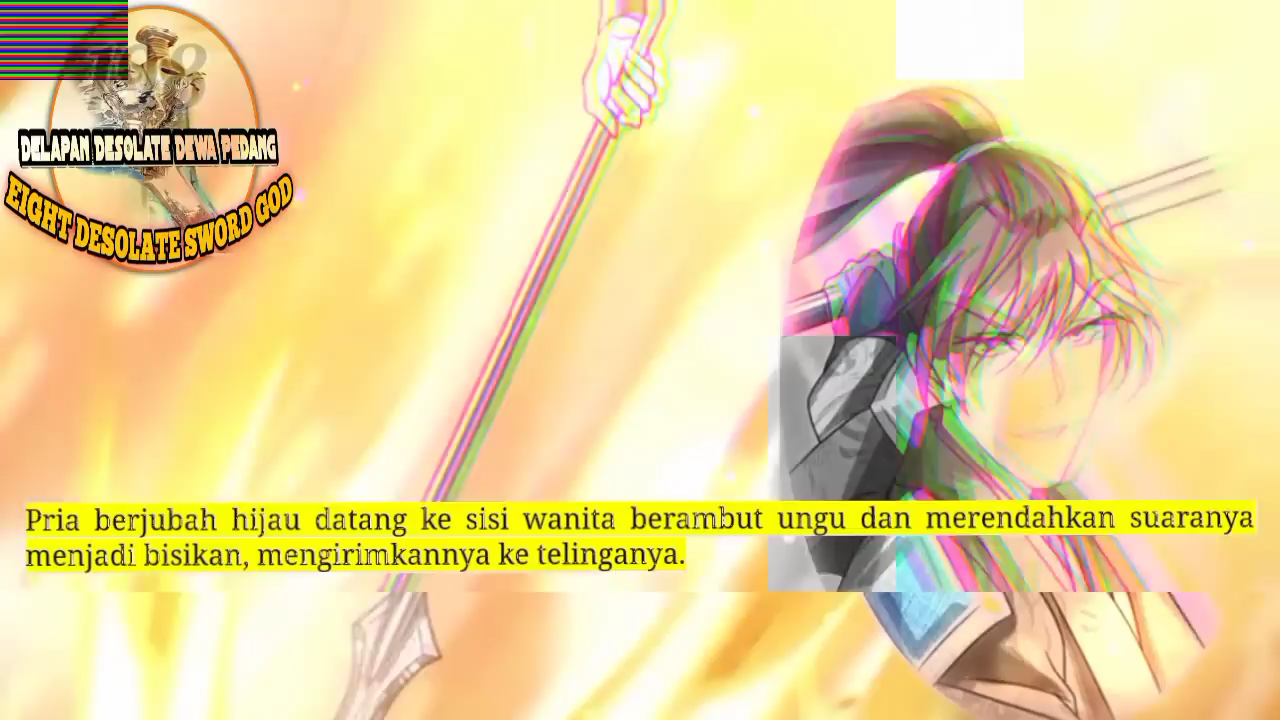 DELAPAN DESOLATE DEWA PEDANG
EIGHT DESOLATE SWORD GOD
Pria berjubah hijau datang ke sisi wanita berambut ungu dan merendahkan suaranya
menjadi bisikan, mengirimkannya ke telinganya.